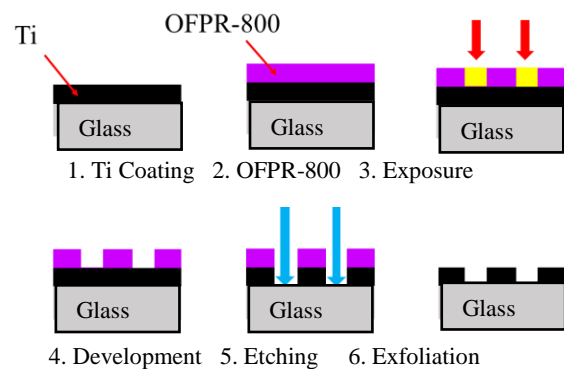 Ti
OFPR-800
Glass
Glass
Glass
1. Ti Coating 2. OFPR-800 3. Exposure
Glass
Glass
Glass
4. Development 5. Etching 6. Exfoliation